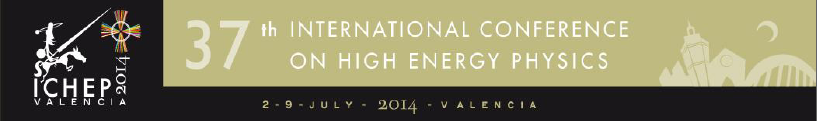 ICHEP 2014
VALENCIA
37th INTERNATIONAL CONFERENCE
ON HIGH ENERGY PHYSICS
2-9-JULY- 2014 -VALENCIA